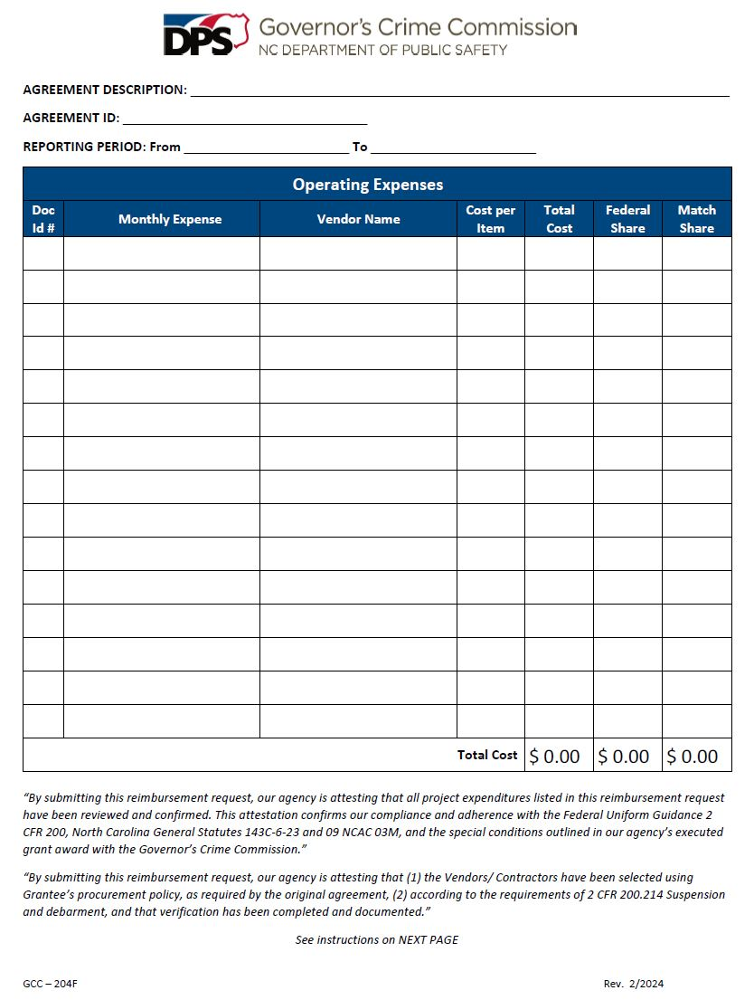 DPS
Governor's Crime Commission
NC DEPARTMENT OF PUBLIC SAFETY
AGREEMENT DESCRIPTION:
AGREEMENT ID:
REPORTING PERIOD: From To
Operating Expenses
Doc Id # Monthly Expense Vendor Name Cost per Item Total Cost Federal Share Match Share
Total Cost $ 0.00 $ 0.00 $ 0.00
“By submitting this reimbursement request, our agency is attesting that all project expenditures listed in this reimbursement request
have been reviewed and confirmed. This attestation confirms our compliance and adherence with the Federal Uniform Guidance 2
CFR 200, North Carolina General Statutes 143C-6-23 and 09 NCAC 03M, and the special conditions outlined in our agency’s executed
grant award with the Governor’s Crime Commission.”
“By submitting this reimbursement request, our agency is attesting that (1) the Vendors/ Contractors have been selected using
Grantee’s procurement policy, as required by the original agreement, (2) according to the requirements of 2 CFR 200.214 Suspension
and debarment, and that verification has been completed and documented.”
See instructions on NEXT PAGE
GCC – 204F Rev. 2/2024